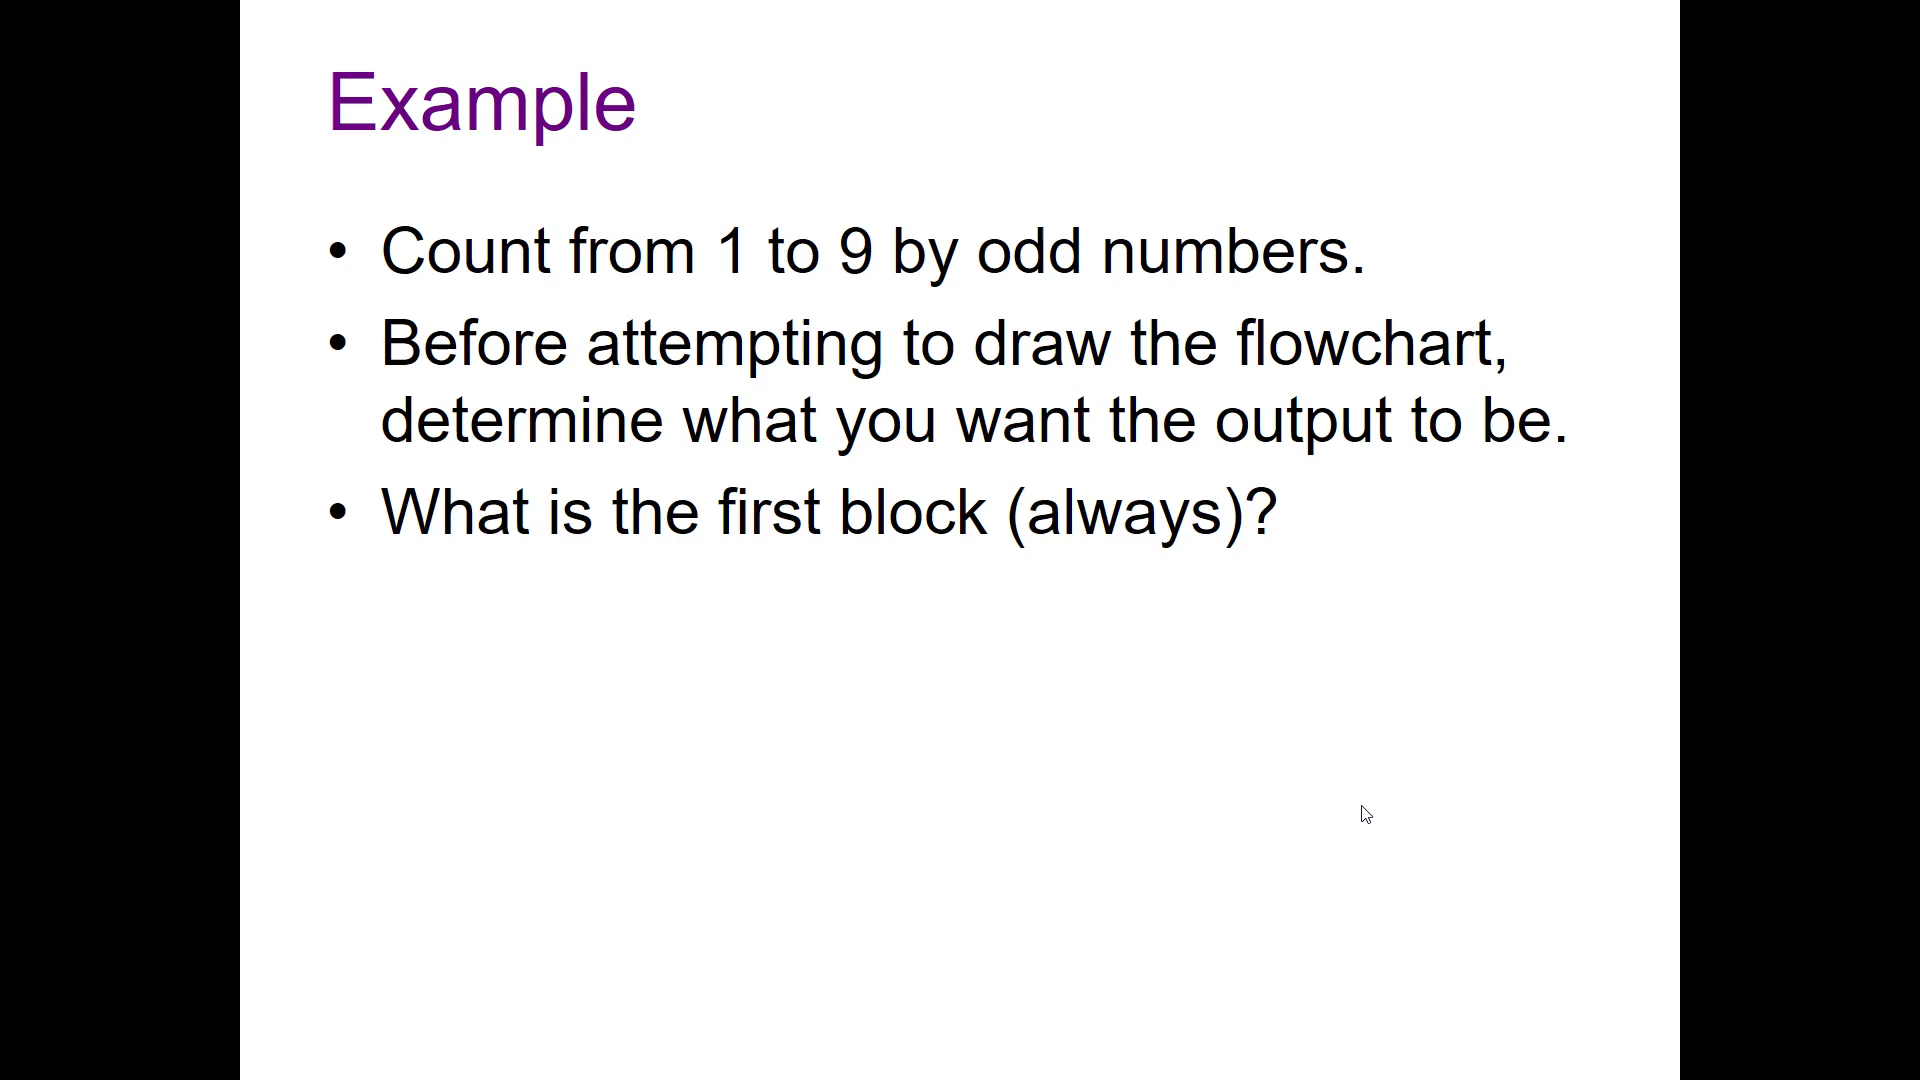 Example
• Count from 1 to 9 by odd numbers.
• Before attempting to draw the flowchart,
determine what you want the output to be.
• What is the first block (always)?